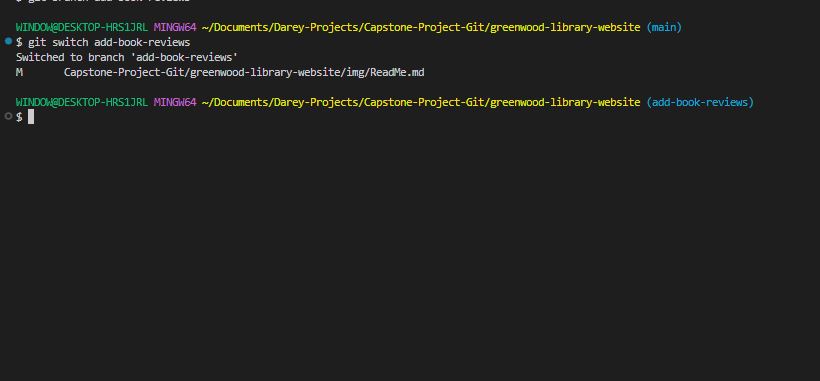 WINDOW@DESKTOP-HRS1JRL MINGW64 ~/Documents/Darey-Projects/Capstone-Project-Git/greenwood-library-website (main)
$ git switch add-book-reviews
Switched to branch 'add-book-reviews'
M       Capstone-Project-Git/greenwood-library-website/img/ReadMe.md
WINDOW@DESKTOP-HRS1JRL MINGW64 ~/Documents/Darey-Projects/Capstone-Project-Git/greenwood-library-website (add-book-reviews)
$